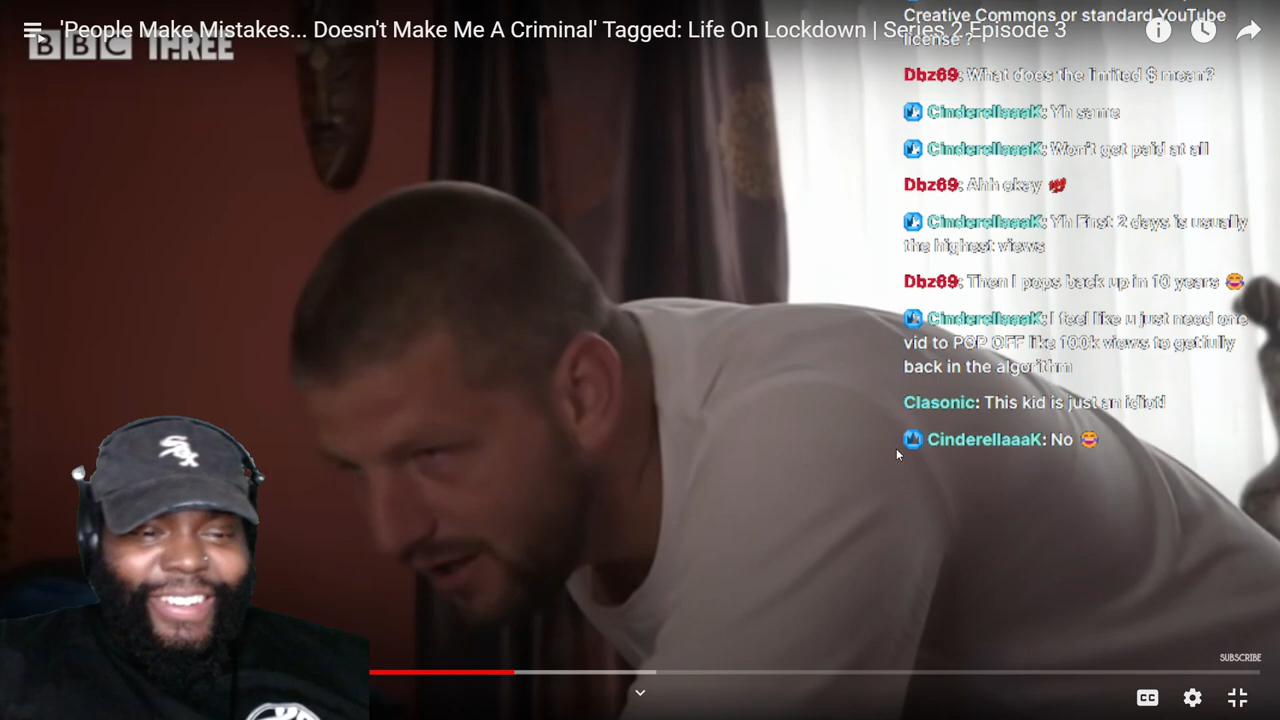 'People Make Mistakes... Doesn't Make Me A Criminal' Tagged: Life On Lockdown | Series 2 Episode 3
BBC THREE
Creative Commons or standard YouTube
license ?
Dbz69: What does the limited $ mean?
CinderellaaaK: Yh same
CinderellaaaK: Won't get paid at all
Dbz69: Ahh okay 💯
CinderellaaaK: Yh First 2 days is usually
the highest views
Dbz69: Then I pops back up in 10 years 😂
CinderellaaaK: I feel like u just need one
vid to POP OFF like 100k views to get fully
back in the algorithm
Clasonic: This kid is just an idiot!
CinderellaaaK: No 😂
Sox
SUBSCRIBE
CC